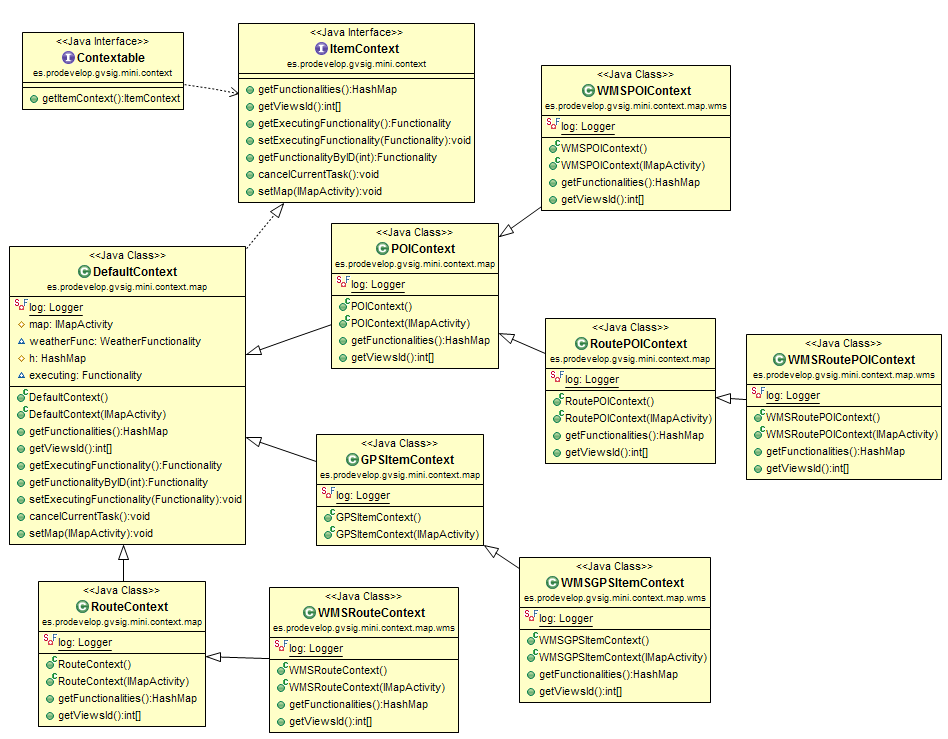 <<Java Interface>>
Contextable
es.prodevelop.gvsig.mini.context
getItemContext():ItemContext
<<Java Interface>>
ItemContext
es.prodevelop.gvsig.mini.context
getFunctionalities():HashMap
getViewsId():int[]
getExecutingFunctionality():Functionality
setExecutingFunctionality(Functionality):void
getFunctionalityByID(int):Functionality
cancelCurrentTask():void
setMap(IMapActivity):void
<<Java Class>>
WMSPOIContext
es.prodevelop.gvsig.mini.context.map.wms
log: Logger
WMSPOIContext()
WMSPOIContext(IMapActivity)
getFunctionalities():HashMap
getViewsId():int[]
<<Java Class>>
DefaultContext
es.prodevelop.gvsig.mini.context.map
log: Logger
map: IMapActivity
weatherFunc: WeatherFunctionality
h: HashMap
executing: Functionality
DefaultContext()
DefaultContext(IMapActivity)
getFunctionalities():HashMap
getViewsId():int[]
getExecutingFunctionality():Functionality
getFunctionalityByID(int):Functionality
setExecutingFunctionality(Functionality):void
cancelCurrentTask():void
setMap(IMapActivity):void
<<Java Class>>
POIContext
es.prodevelop.gvsig.mini.context.map
log: Logger
POIContext()
POIContext(IMapActivity)
getFunctionalities():HashMap
getViewsId():int[]
<<Java Class>>
RoutePOIContext
es.prodevelop.gvsig.mini.context.map
log: Logger
RoutePOIContext()
RoutePOIContext(IMapActivity)
getFunctionalities():HashMap
getViewsId():int[]
<<Java Class>>
WMSRoutePOIContext
es.prodevelop.gvsig.mini.context.map.wms
log: Logger
WMSRoutePOIContext()
WMSRoutePOIContext(IMapActivity)
getFunctionalities():HashMap
getViewsId():int[]
<<Java Class>>
GPSItemContext
es.prodevelop.gvsig.mini.context.map
log: Logger
GPSItemContext()
GPSItemContext(IMapActivity)
<<Java Class>>
WMSGPSItemContext
es.prodevelop.gvsig.mini.context.map.wms
log: Logger
WMSGPSItemContext()
WMSGPSItemContext(IMapActivity)
getFunctionalities():HashMap
getViewsId():int[]
<<Java Class>>
RouteContext
es.prodevelop.gvsig.mini.context.map
log: Logger
RouteContext()
RouteContext(IMapActivity)
getFunctionalities():HashMap
getViewsId():int[]
<<Java Class>>
WMSRouteContext
es.prodevelop.gvsig.mini.context.map.wms
log: Logger
WMSRouteContext()
WMSRouteContext(IMapActivity)
getFunctionalities():HashMap
getViewsId():int[]